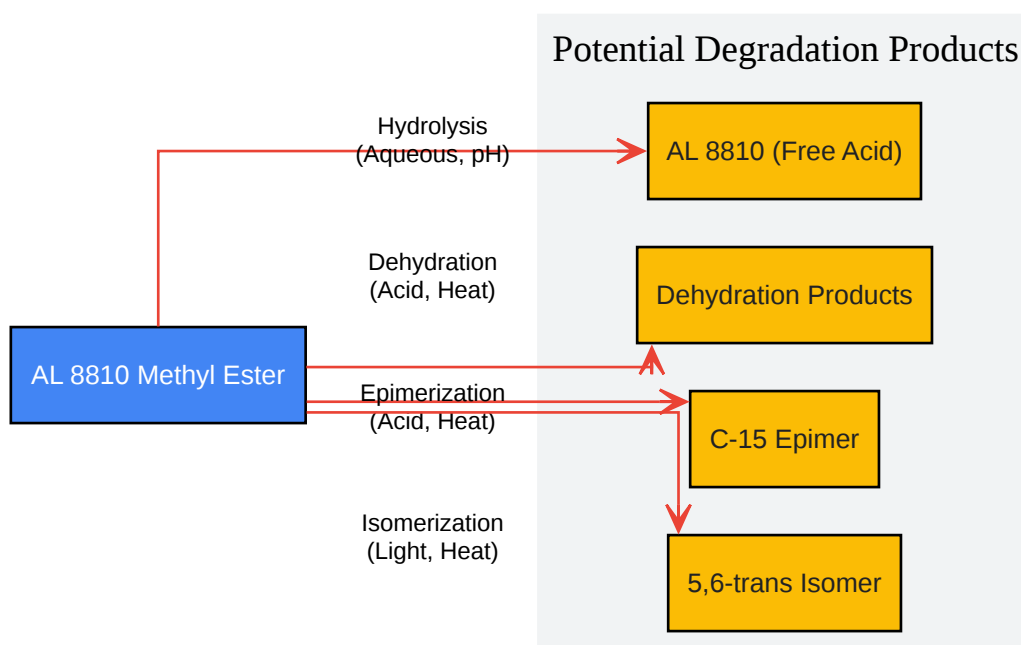 Potential Degradation Products
Hydrolysis
(Aqueous, pH)
AL 8810 (Free Acid)
Dehydration
(Acid, Heat)
Dehydration Products
AL 8810 Methyl Ester
Epimerization
(Acid, Heat)
C-15 Epimer
Isomerization
(Light, Heat)
5,6-trans Isomer